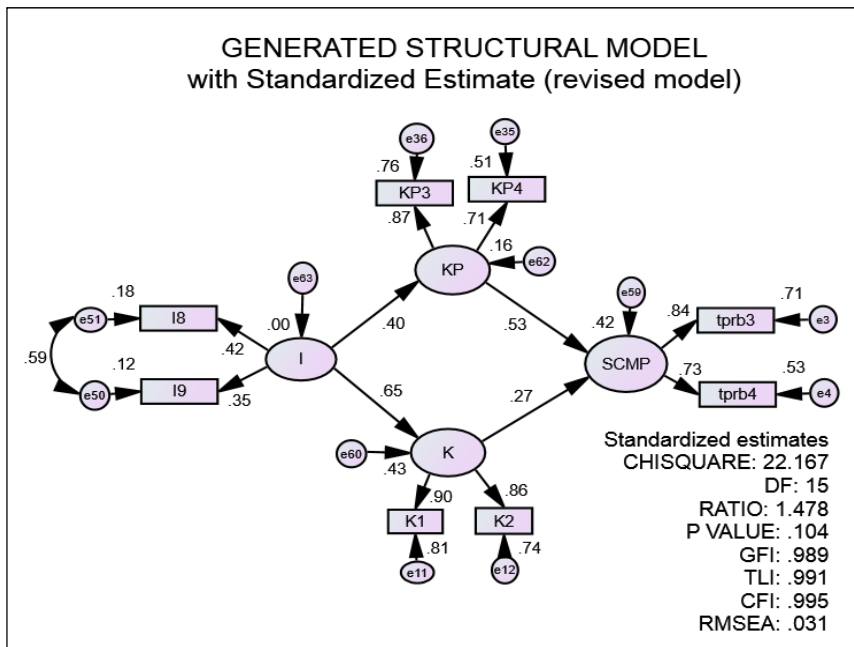 GENERATED STRUCTURAL MODEL
with Standardized Estimate (revised model)
e36
e35
.76
.51
KP3
KP4
.87
.71
.16
KP
e62
e63
e59
.18
e51
I8
.00
.42
.40
.53
.42
.84
.71
tprb3
e3
.59
I
SCMP
.12
e50
I9
.35
.65
.27
.73
.53
tprb4
e4
e60
K
.43
.90
.86
K1
K2
.81
.74
e11
e12
Standardized estimates
CHISQUARE: 22.167
DF: 15
RATIO: 1.478
P VALUE: .104
GFI: .989
TLI: .991
CFI: .995
RMSEA: .031